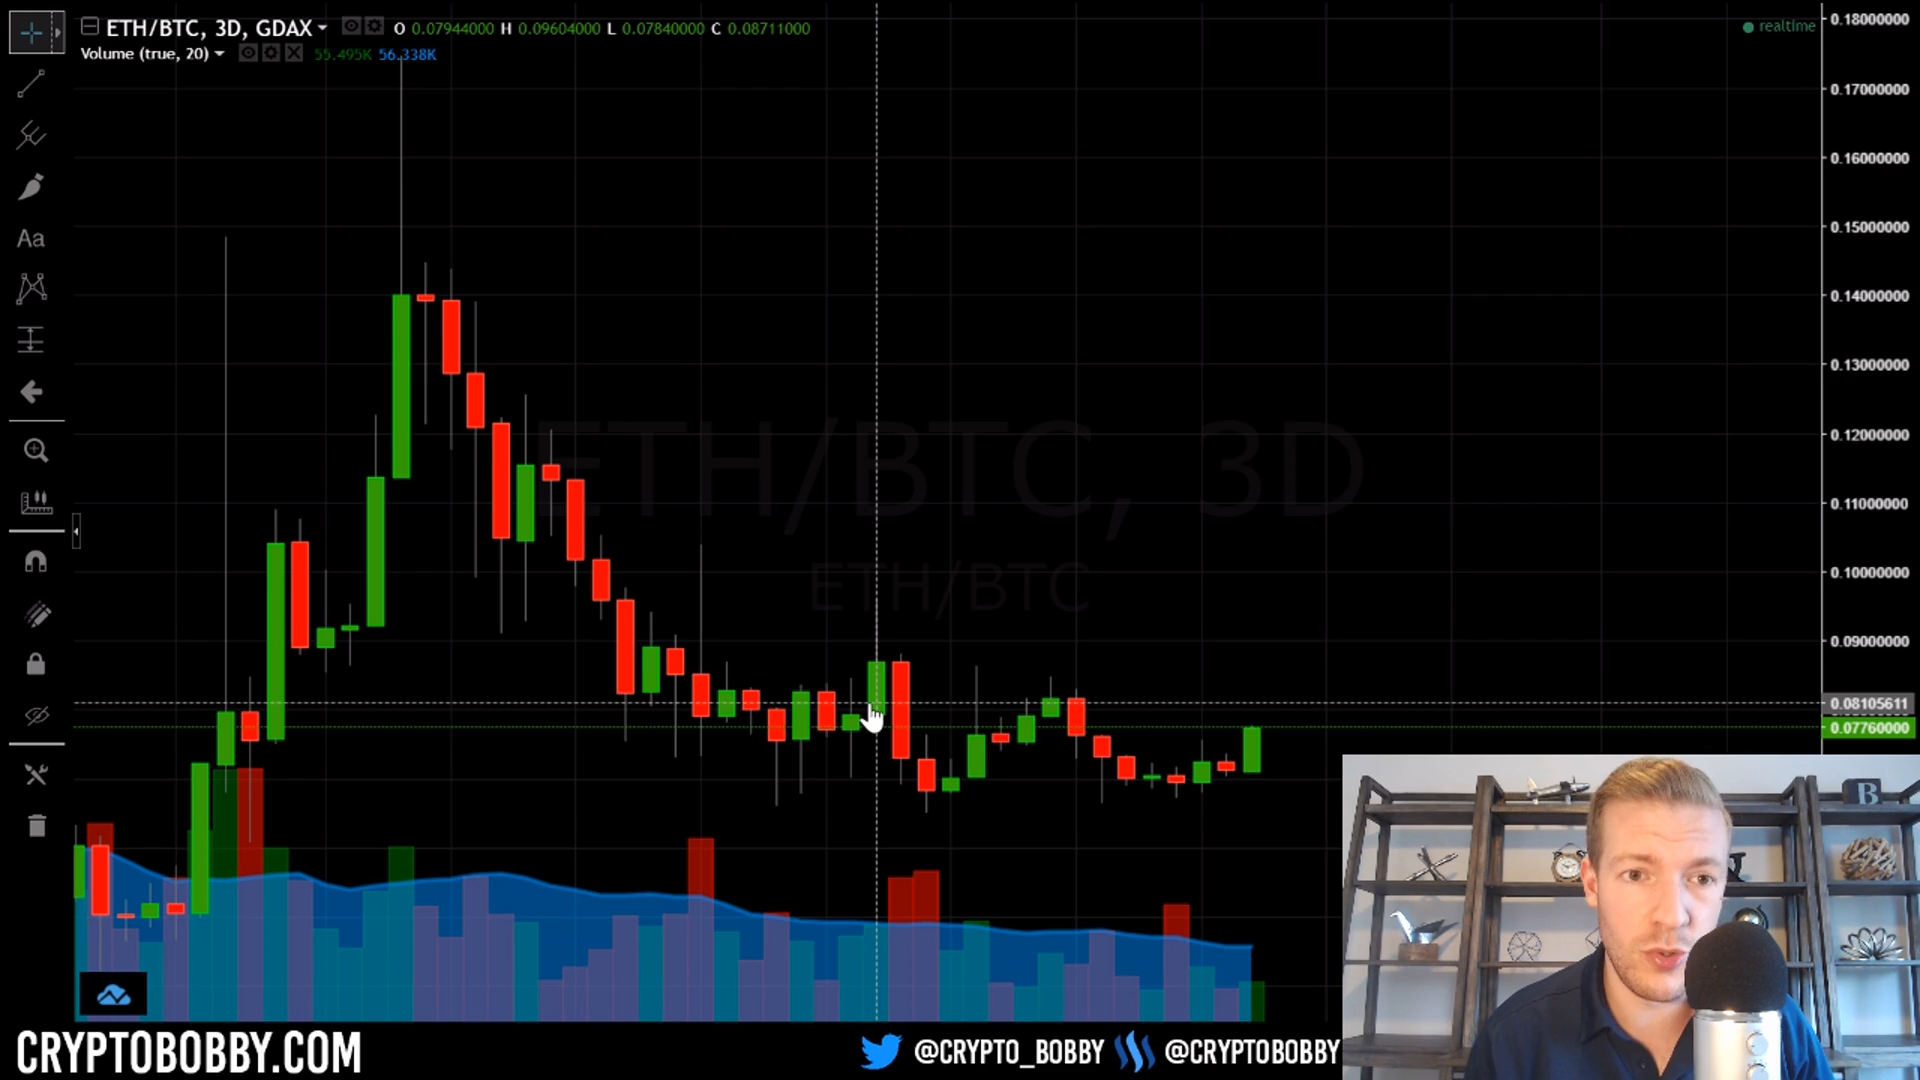 ETH/BTC, 3D, GDAX O 0.07944000 H 0.09604000 L 0.07840000 C 0.08711000
Volume (true, 20) 55.495K 56.338K
realtime
Aa
0.18000000
0.17000000
0.16000000
0.15000000
0.14000000
0.13000000
0.12000000
0.11000000
0.10000000
0.09000000
0.08105611
0.07760000
ETH/BTC, 3D
ETH/BTC
B
CRYPTOBOBBY.COM
@CRYPTO_BOBBY @CRYPTOBOBBY